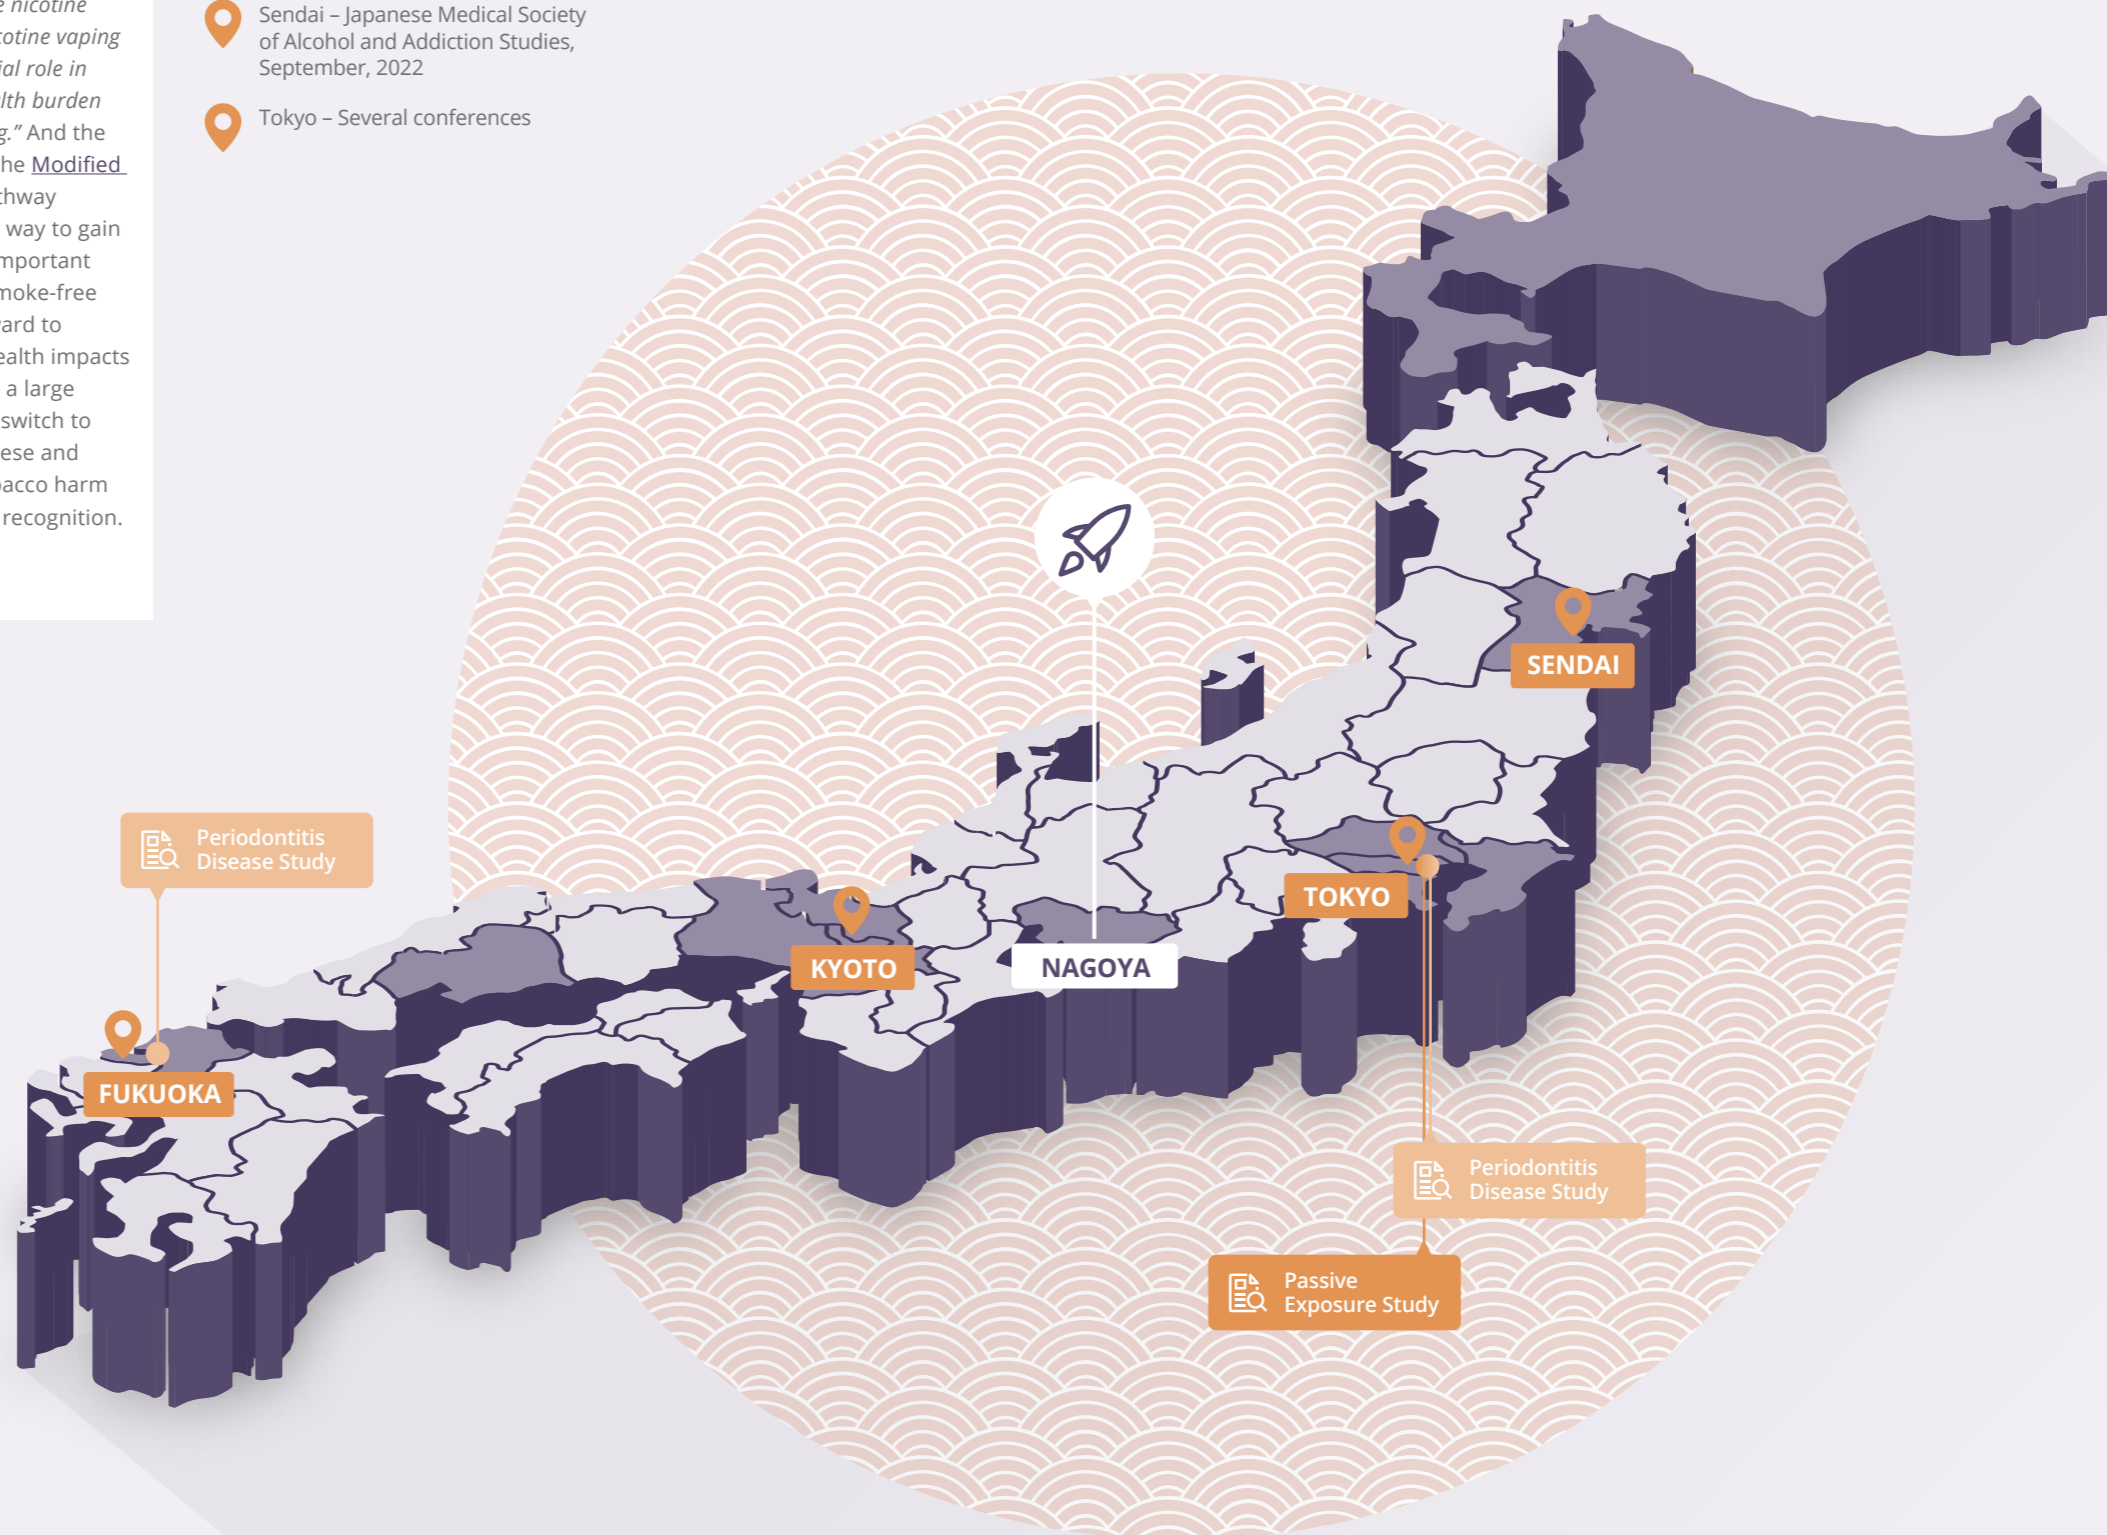 e nicotine
cotine vaping
ial role in
lth burden
g.” And the
he Modified
thway
way to gain
mportant
moke-free
ard to
ealth impacts
a large
switch to
ese and
bacco harm
recognition.
Sendai – Japanese Medical Society
of Alcohol and Addiction Studies,
September, 2022
Tokyo – Several conferences
SENDAI
Periodontitis
Disease Study
TOKYO
KYOTO
NAGOYA
FUKUOKA
Periodontitis
Disease Study
Passive
Exposure Study